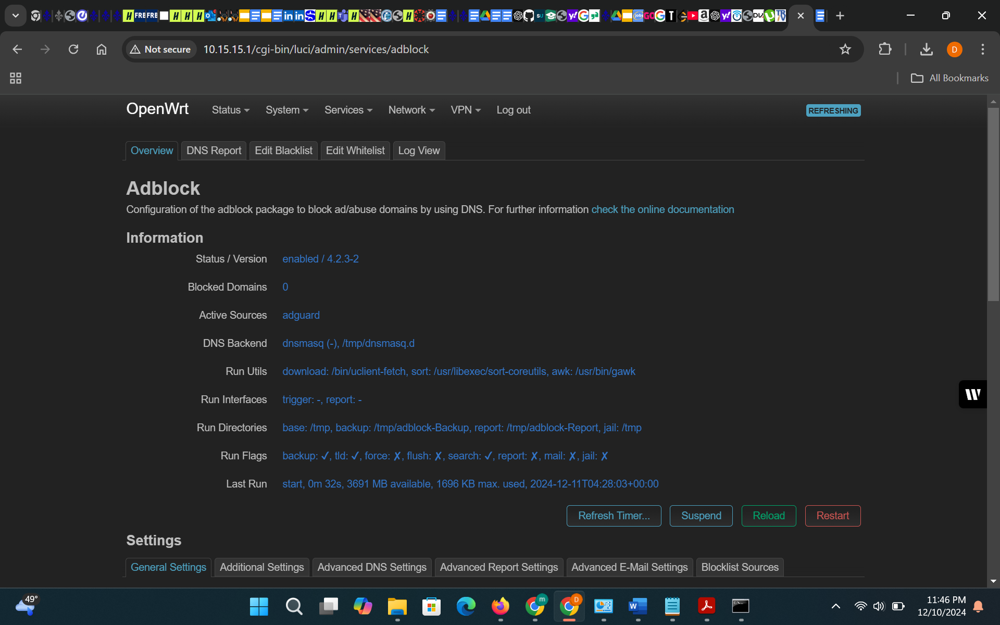 Not secure
10.15.15.1/cgi-bin/luci/admin/services/adblock
D
All Bookmarks
OpenWrt
Status
System
Services
Network
VPN
Log out
REFRESHING
Overview
DNS Report
Edit Blacklist
Edit Whitelist
Log View
Adblock
Configuration of the adblock package to block ad/abuse domains by using DNS. For further information check the online documentation
Information
Status / Version enabled / 4.2.3-2
Blocked Domains 0
Active Sources adguard
DNS Backend dnsmasq (-), /tmp/dnsmasq.d
Run Utils download: /bin/uclient-fetch, sort: /usr/libexec/sort-coreutils, awk: /usr/bin/gawk
Run Interfaces trigger: -, report: -
Run Directories base: /tmp, backup: /tmp/adblock-Backup, report: /tmp/adblock-Report, jail: /tmp
Run Flags backup: ✓, tld: ✓, force: ✗, flush: ✗, search: ✓, report: ✗, mail: ✗, jail: ✗
Last Run start, 0m 32s, 3691 MB available, 1696 KB max. used, 2024-12-11T04:28:03+00:00
Refresh Timer...
Suspend
Reload
Restart
Settings
General Settings
Additional Settings
Advanced DNS Settings
Advanced Report Settings
Advanced E-Mail Settings
Blocklist Sources
49°
m
D
11:46 PM
12/10/2024